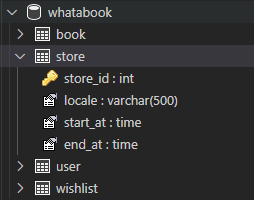 whatabook
book
store
store_id : int
locale : varchar(500)
start_at : time
end_at : time
user
wishlist